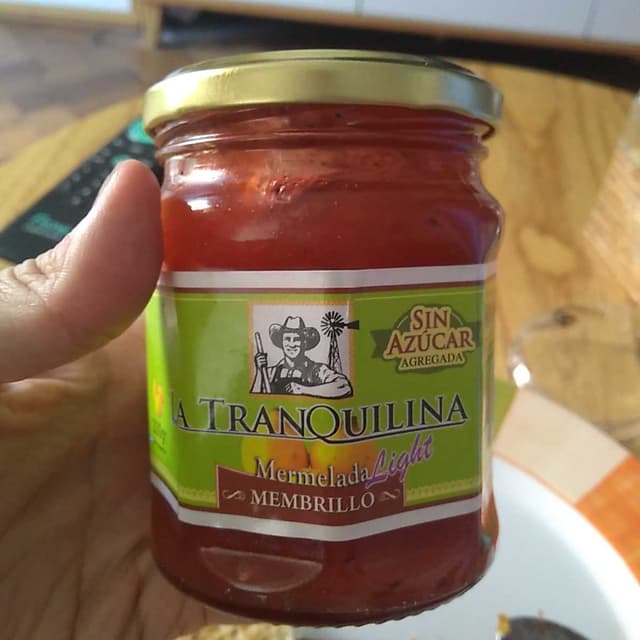 SIN
AZÚCAR
AGREGADA
LA TRANQUILINA
Mermelada Light
MEMBRILLO